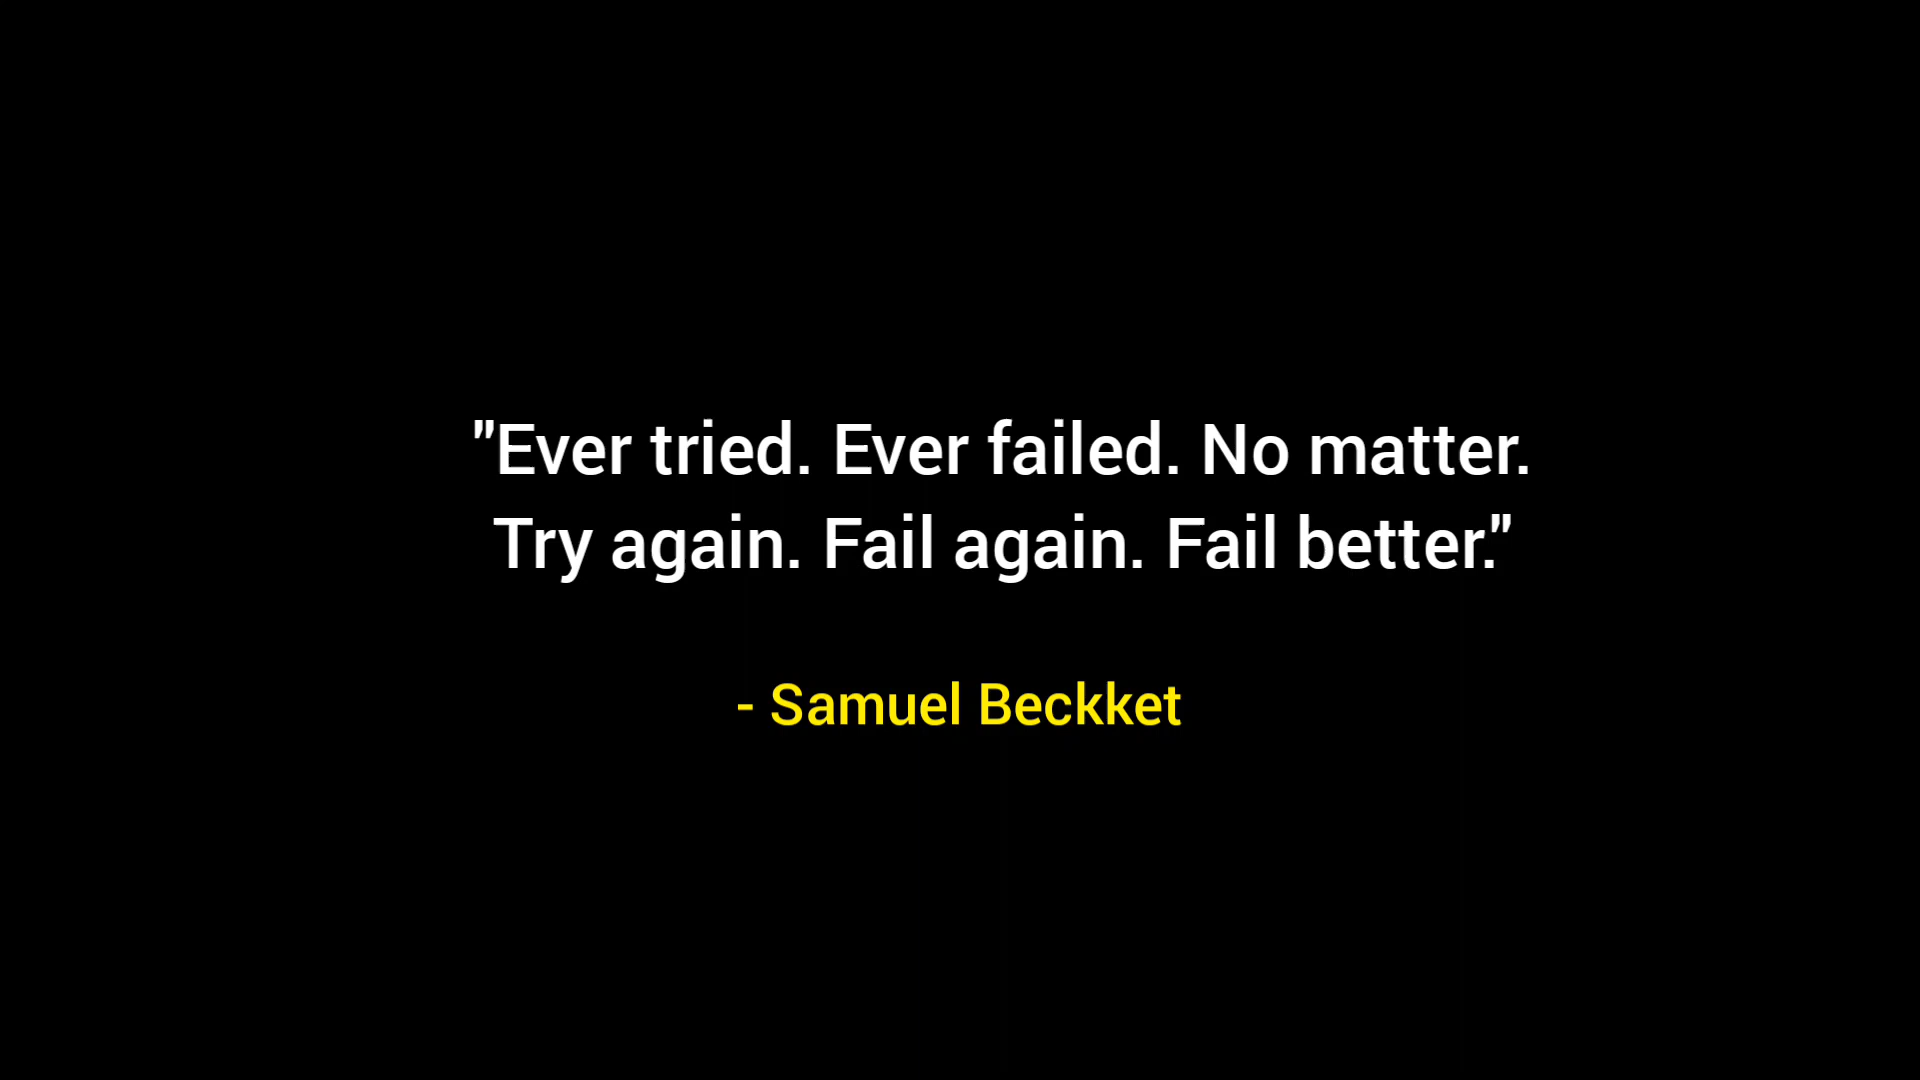 "Ever tried. Ever failed. No matter.
Try again. Fail again. Fail better."
- Samuel Beckket